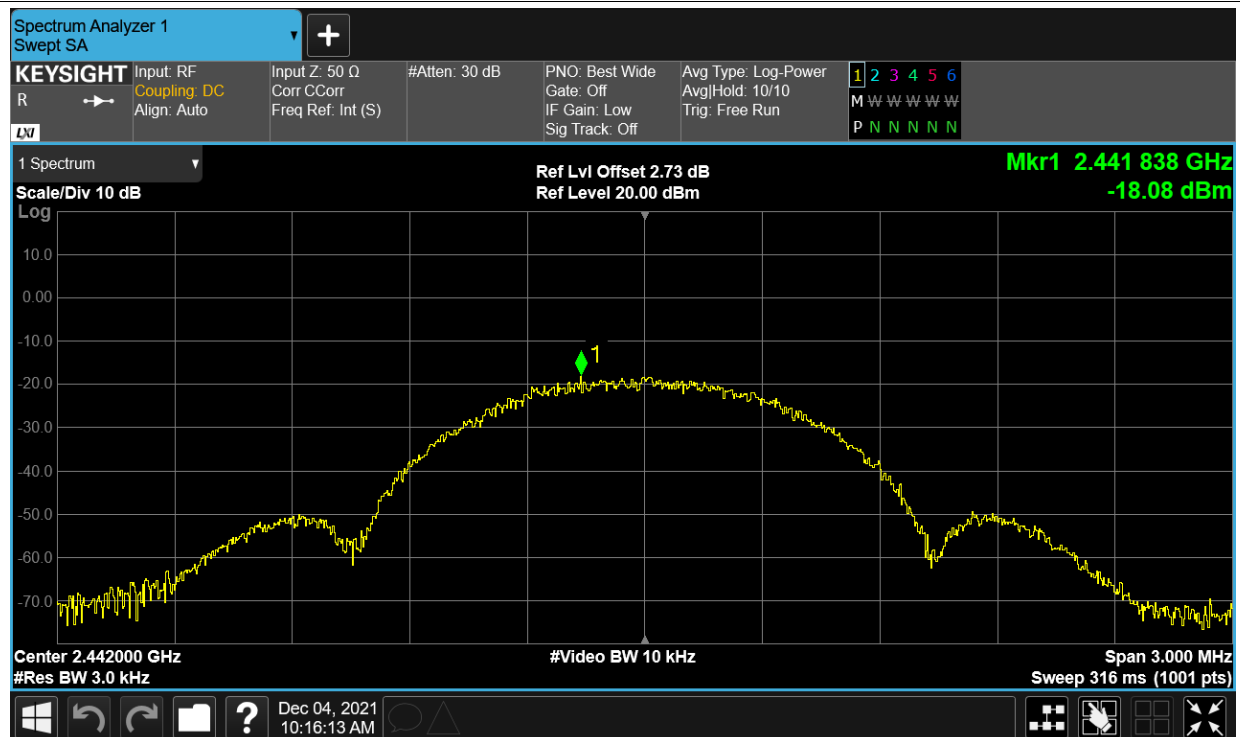 Spectrum Analyzer 1
Swept SA
+
KEYSIGHT
R
LXI
Input: RF
Coupling: DC
Align: Auto
Input Z: 50 Ω
Corr CCorr
Freq Ref: Int (S)
#Atten: 30 dB
PNO: Best Wide
Gate: Off
IF Gain: Low
Sig Track: Off
Avg Type: Log-Power
Avg|Hold: 10/10
Trig: Free Run
1 2 3 4 5 6
M W W W W W W
P N N N N N N
1 Spectrum
Scale/Div 10 dB
Ref Lvl Offset 2.73 dB
Ref Level 20.00 dBm
Mkr1 2.441 838 GHz
-18.08 dBm
Log
10.0
0.00
-10.0
1
-20.0
-30.0
-40.0
-50.0
-60.0
-70.0
Center 2.442000 GHz
#Res BW 3.0 kHz
#Video BW 10 kHz
Span 3.000 MHz
Sweep 316 ms (1001 pts)
?
Dec 04, 2021
10:16:13 AM